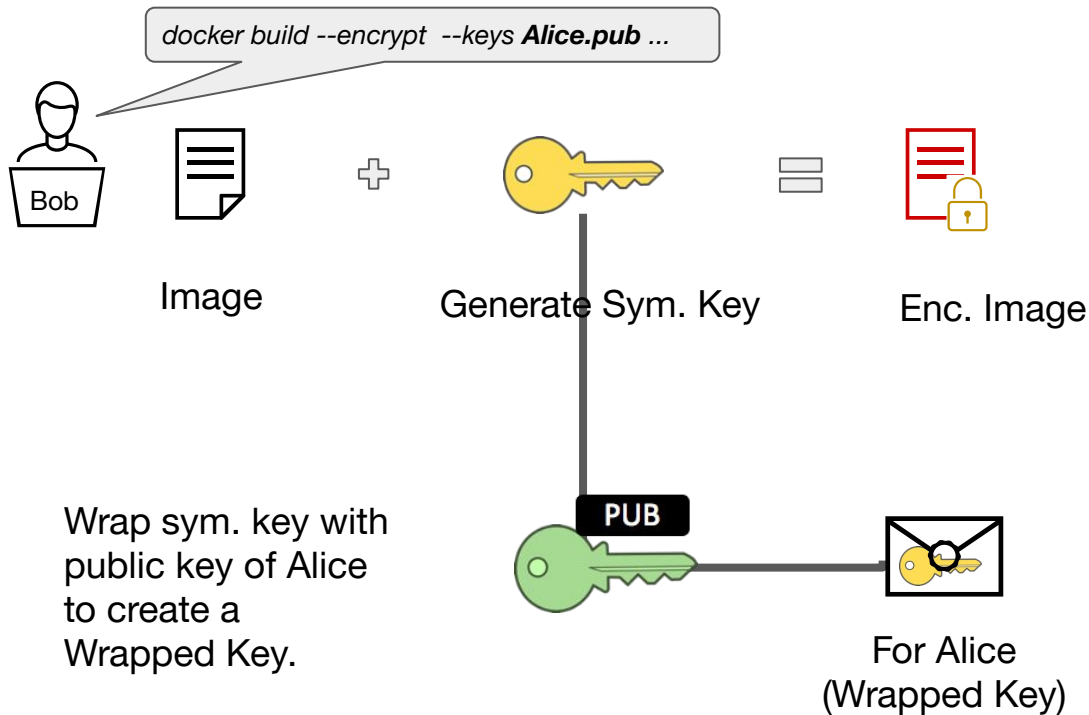 docker build --encrypt --keys Alice.pub ...
Bob
Image
Generate Sym. Key
Enc. Image
PUB
Wrap sym. key with
public key of Alice
to create a
Wrapped Key.
For Alice
(Wrapped Key)